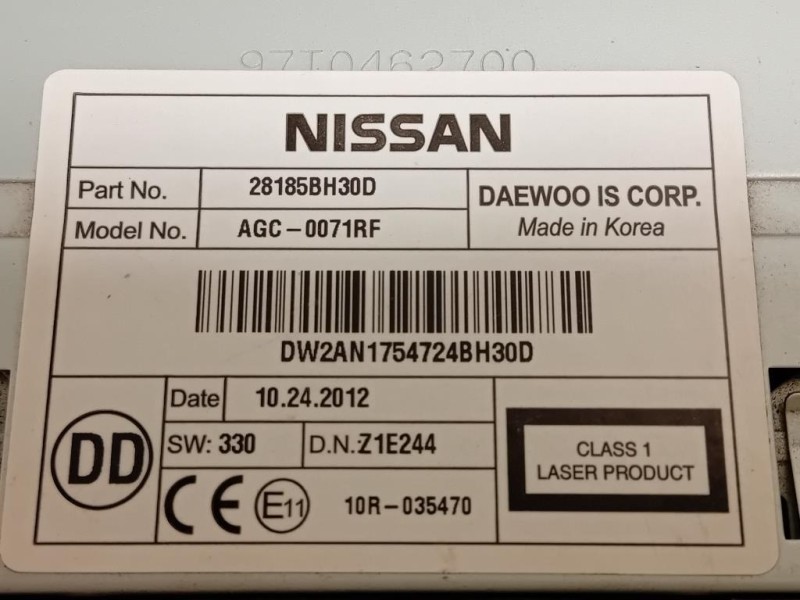 97T0462700
NISSAN
Part No. 28185BH30D
DAEWOO IS CORP.
Model No. AGC-0071RF
Made in Korea
DW2AN1754724BH30D
DD
Date 10.24.2012
SW: 330 D.N.Z1E244
CE E11 10R-035470
CLASS 1
LASER PRODUCT